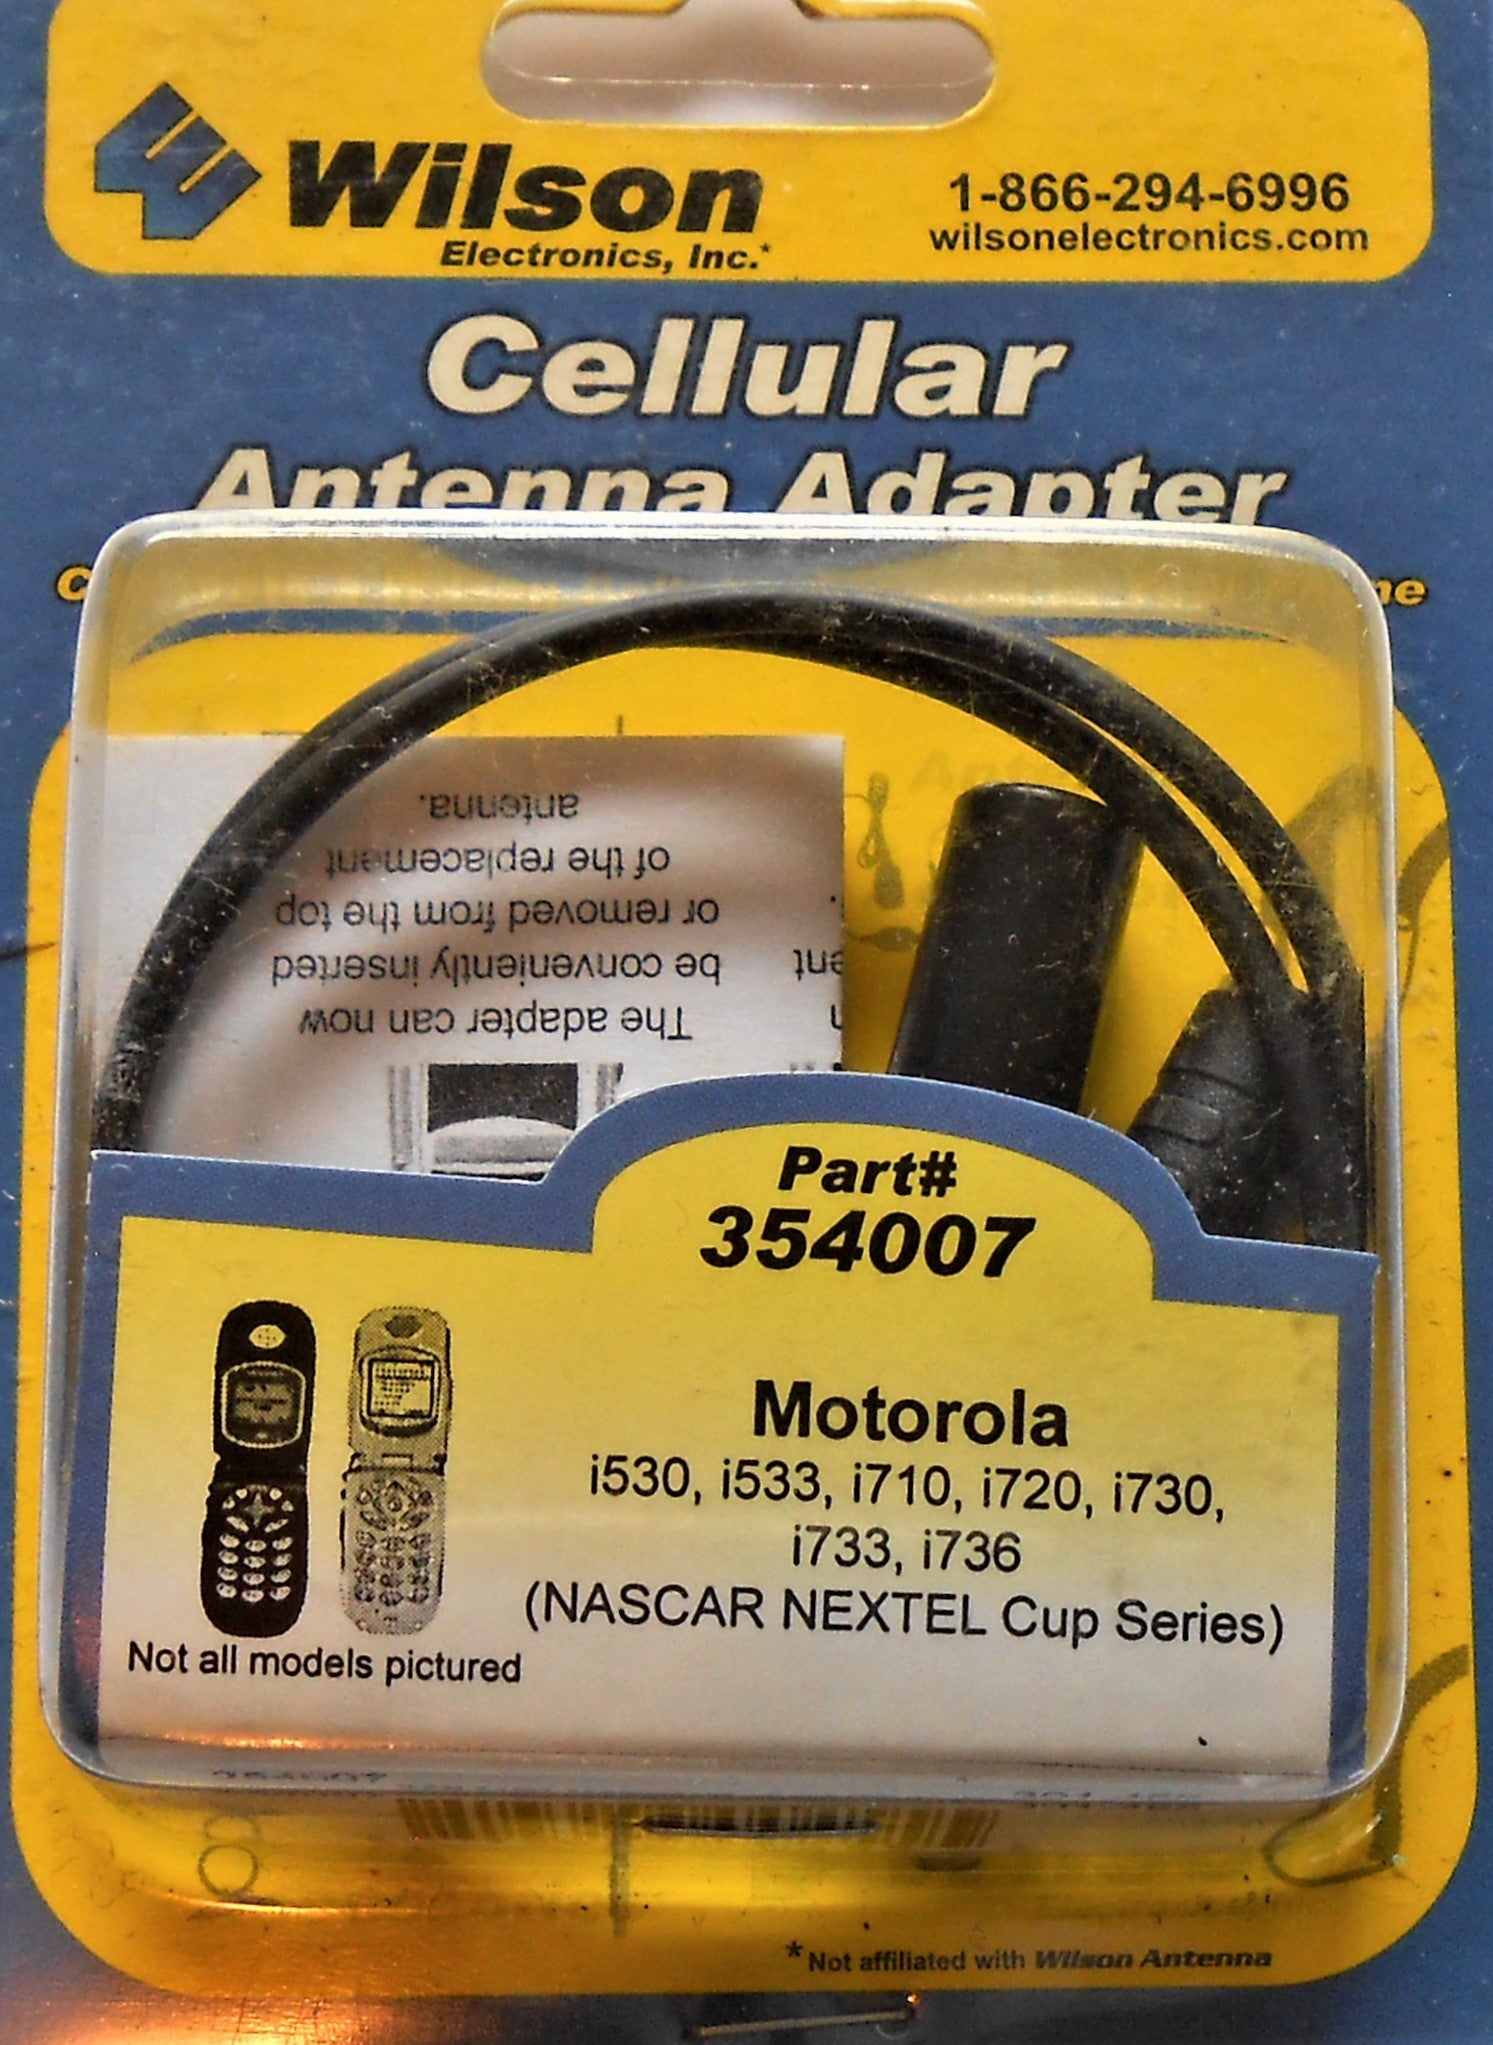 Wilson
Electronics, Inc.*
1-866-294-6996
wilsonelectronics.com
Cellular
Antenna Adapter
The adapter can now
be conveniently inserted
or removed from the top
of the replacement
antenna.
Part#
354007
Motorola
i530, i533, i710, i720, i730,
i733, i736
(NASCAR NEXTEL Cup Series)
Not all models pictured
*Not affiliated with Wilson Antenna